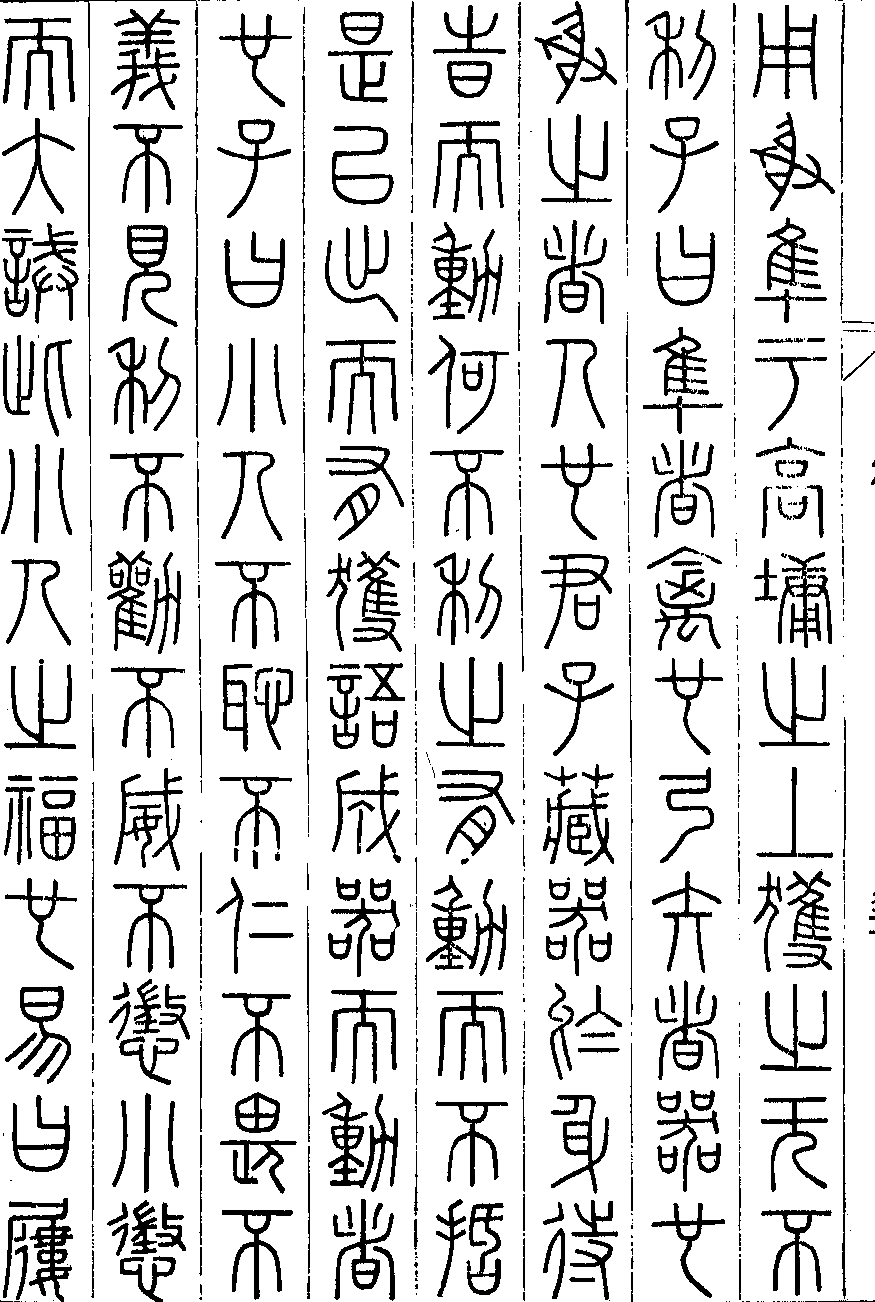 用射隼于高墉之上獲之无不
利子曰隼者禽也弓矢者器也
射之者人也君子藏器於身待
時而動何不利之有動而不括
是以出而有獲語成器而動者
也子曰小人不恥不仁不畏不
義不見利不勸不威不懲小懲
而大誡此小人之福也易曰屨